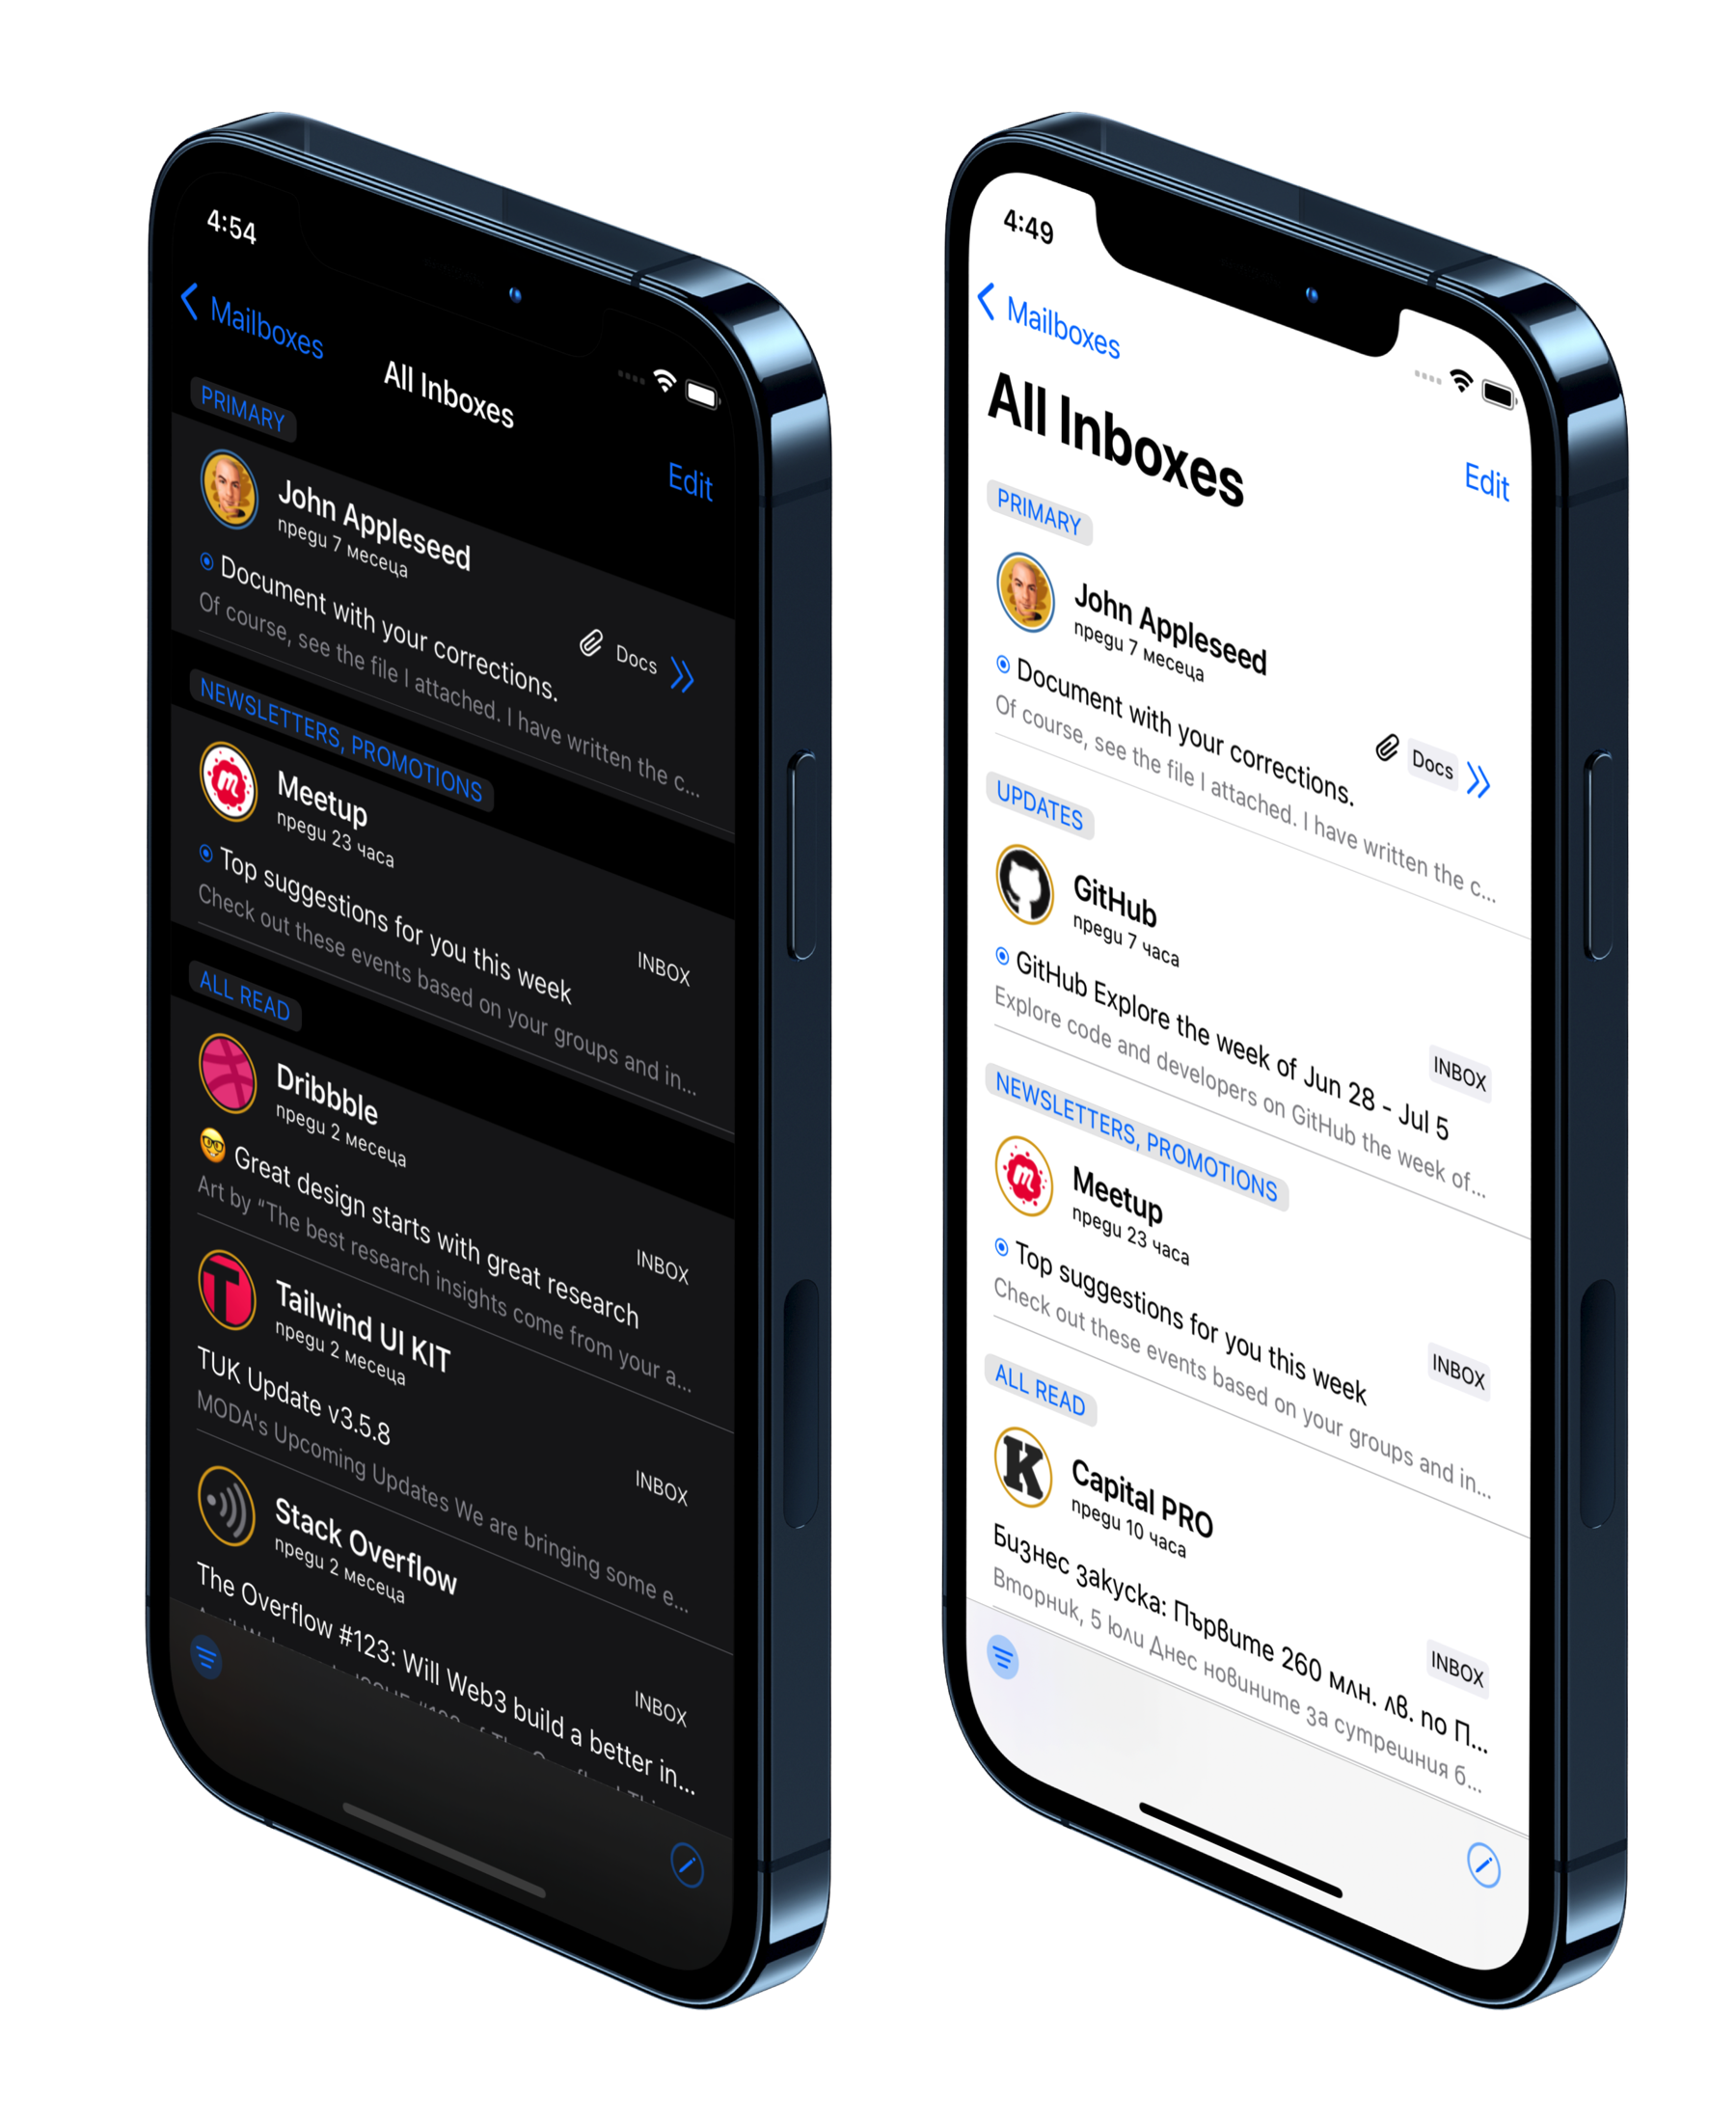 4:54
Mailboxes
All Inboxes
Edit
PRIMARY
John Appleseed
преди 7 месеца
Document with your corrections.
Docs
Of course, see the file I attached. I have written the c...
NEWSLETTERS, PROMOTIONS
Meetup
преди 23 часа
Top suggestions for you this week
INBOX
Check out these events based on your groups and in...
ALL READ
Dribbble
преди 2 месеца
🤓 Great design starts with great research
INBOX
Art by “The best research insights come from your a...
Tailwind UI KIT
преди 2 месеца
TUK Update v3.5.8
INBOX
MODA's Upcoming Updates We are bringing some e...
Stack Overflow
преди 2 месеца
The Overflow #123: Will Web3 build a better in...
INBOX
4:49
Mailboxes
All Inboxes
Edit
PRIMARY
John Appleseed
преди 7 месеца
Document with your corrections.
Docs
Of course, see the file I attached. I have written the c...
UPDATES
GitHub
преди 7 часа
GitHub Explore the week of Jun 28 - Jul 5
INBOX
Explore code and developers on GitHub the week of...
NEWSLETTERS, PROMOTIONS
Meetup
преди 23 часа
Top suggestions for you this week
INBOX
Check out these events based on your groups and in...
ALL READ
Capital PRO
преди 10 часа
Бизнес закуска: Първите 260 млн. лв. по П...
INBOX
Вторник, 5 юли Днес новините за сутрешния б...